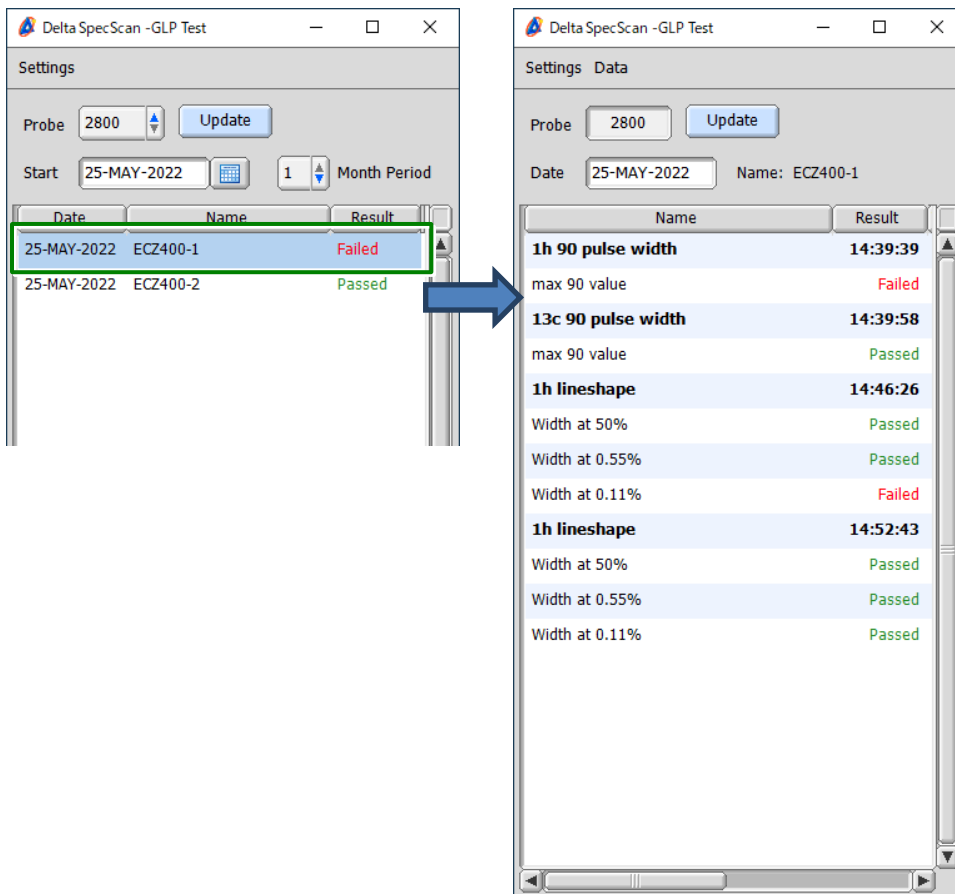 Delta SpecScan -GLP Test
Settings
Probe 2800 Update
Start 25-MAY-2022 1 Month Period
Date Name Result
25-MAY-2022 ECZ400-1 Failed
25-MAY-2022 ECZ400-2 Passed
Delta SpecScan -GLP Test
Settings Data
Probe 2800 Update
Date 25-MAY-2022 Name: ECZ400-1
Name Result
1h 90 pulse width 14:39:39
max 90 value Failed
13c 90 pulse width 14:39:58
max 90 value Passed
1h lineshape 14:46:26
Width at 50% Passed
Width at 0.55% Passed
Width at 0.11% Failed
1h lineshape 14:52:43
Width at 50% Passed
Width at 0.55% Passed
Width at 0.11% Passed